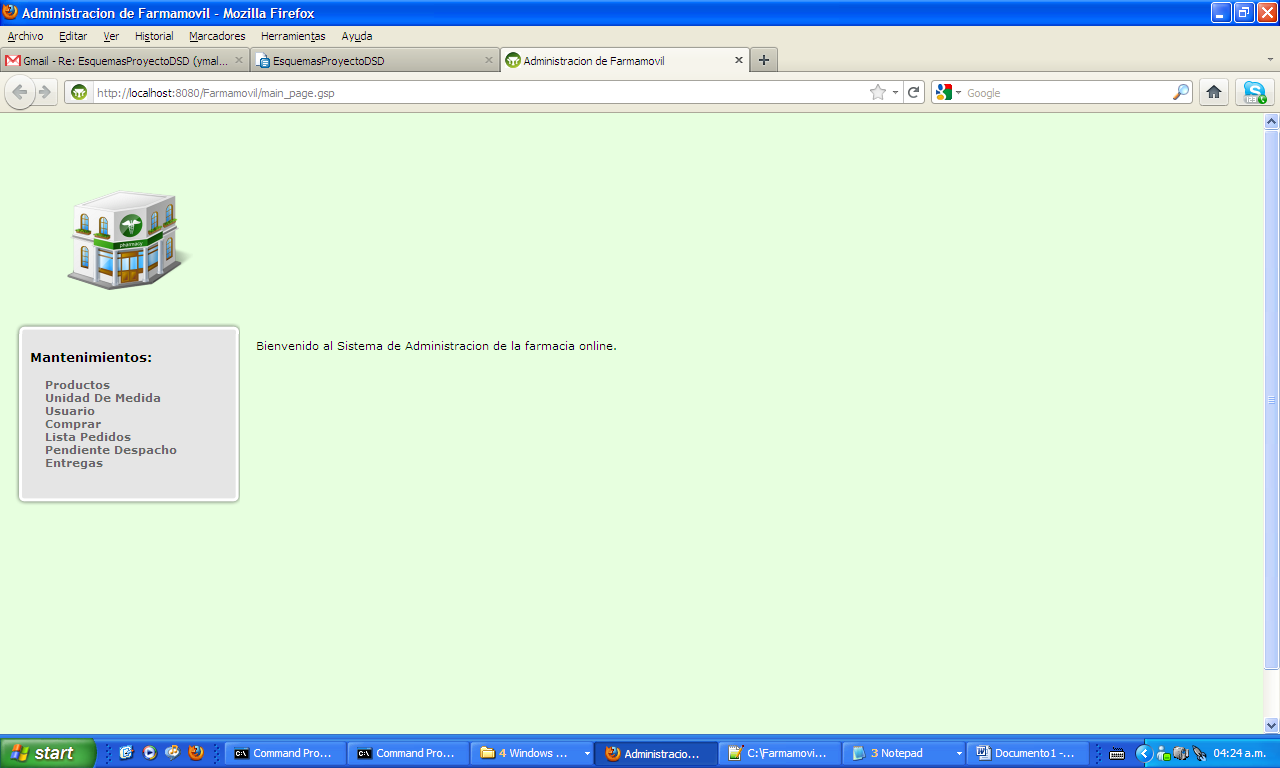 Administracion de Farmamovil - Mozilla Firefox
Archivo Editar Ver Historial Marcadores Herramientas Ayuda
Gmail - Re: EsquemasProyectoDSD (ymal... EsquemasProyectoDSD Administracion de Farmamovil
http://localhost:8080/Farmamovil/main_page.gsp Google
pharmacy
Bienvenido al Sistema de Administracion de la farmacia online.
Mantenimientos:
Productos
Unidad De Medida
Usuario
Comprar
Lista Pedidos
Pendiente Despacho
Entregas
start Command Pro... Command Pro... 4 Windows ... Administracio... C:\Farmamovi... 3 Notepad Documento1 -... 04:24 a.m.